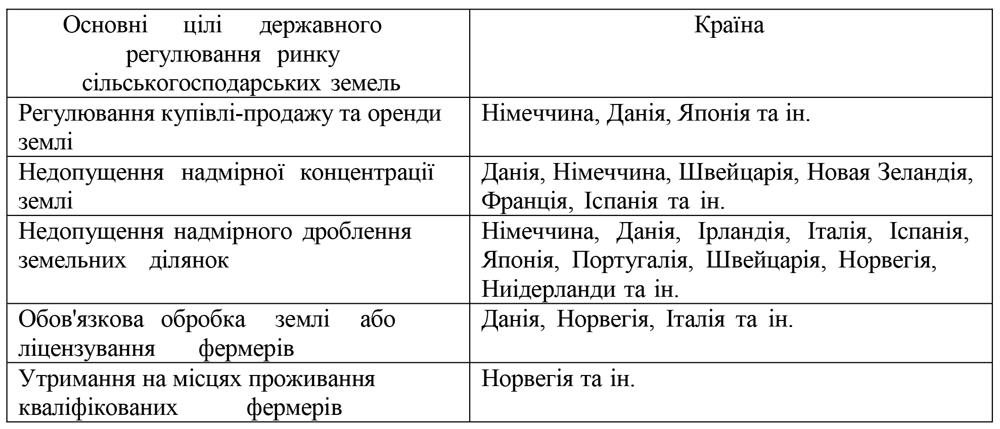 Основні цілі державного
регулювання ринку
сільськогосподарських земель
Країна
Регулювання купівлі-продажу та оренди
землі
Німеччина, Данія, Японія та ін.
Недопущення надмірної концентрації
землі
Данія, Німеччина, Швейцарія, Новая Зеландія,
Франція, Іспанія та ін.
Недопущення надмірного дроблення
земельних ділянок
Німеччина, Данія, Ірландія, Італія, Іспанія,
Японія, Португалія, Швейцарія, Норвегія,
Ниідерланди та ін.
Обов'язкова обробка землі або
ліцензування фермерів
Данія, Норвегія, Італія та ін.
Утримання на місцях проживання
кваліфікованих фермерів
Норвегія та ін.